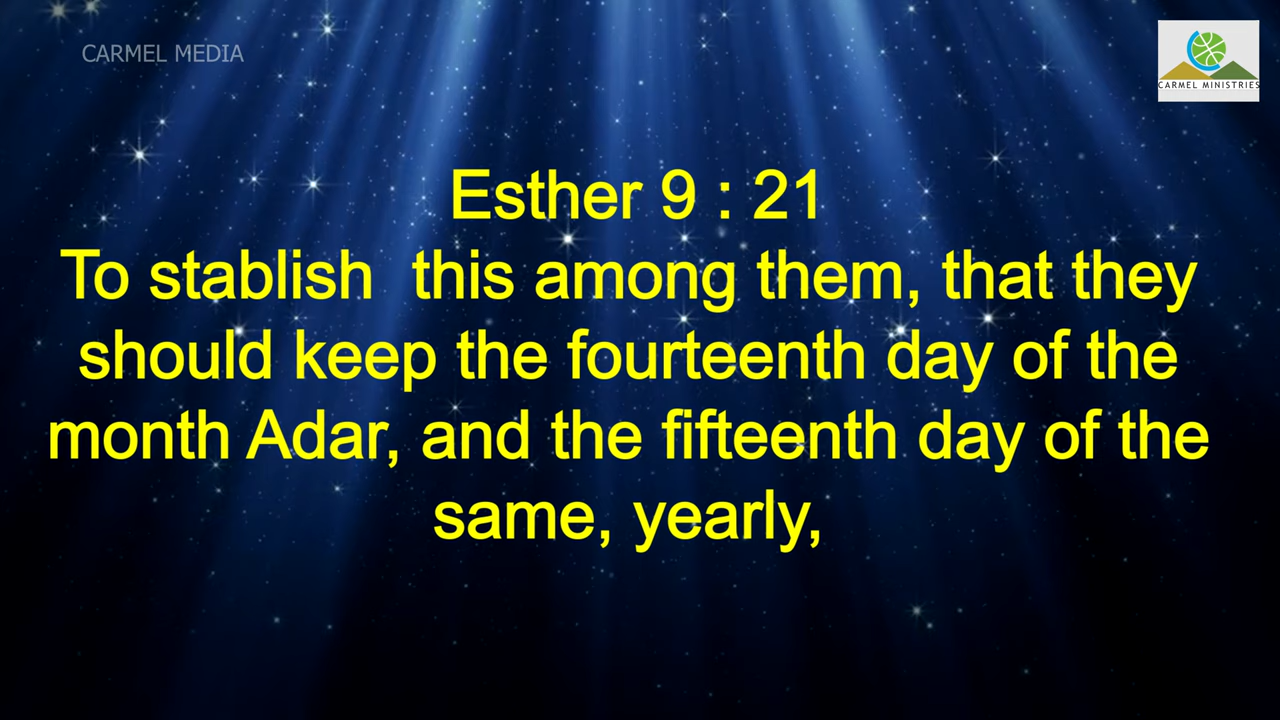 CARMEL MEDIA
CARMEL MINISTRIES
Esther 9 : 21
To stablish  this among them, that they
should keep the fourteenth day of the
month Adar, and the fifteenth day of the
same, yearly,